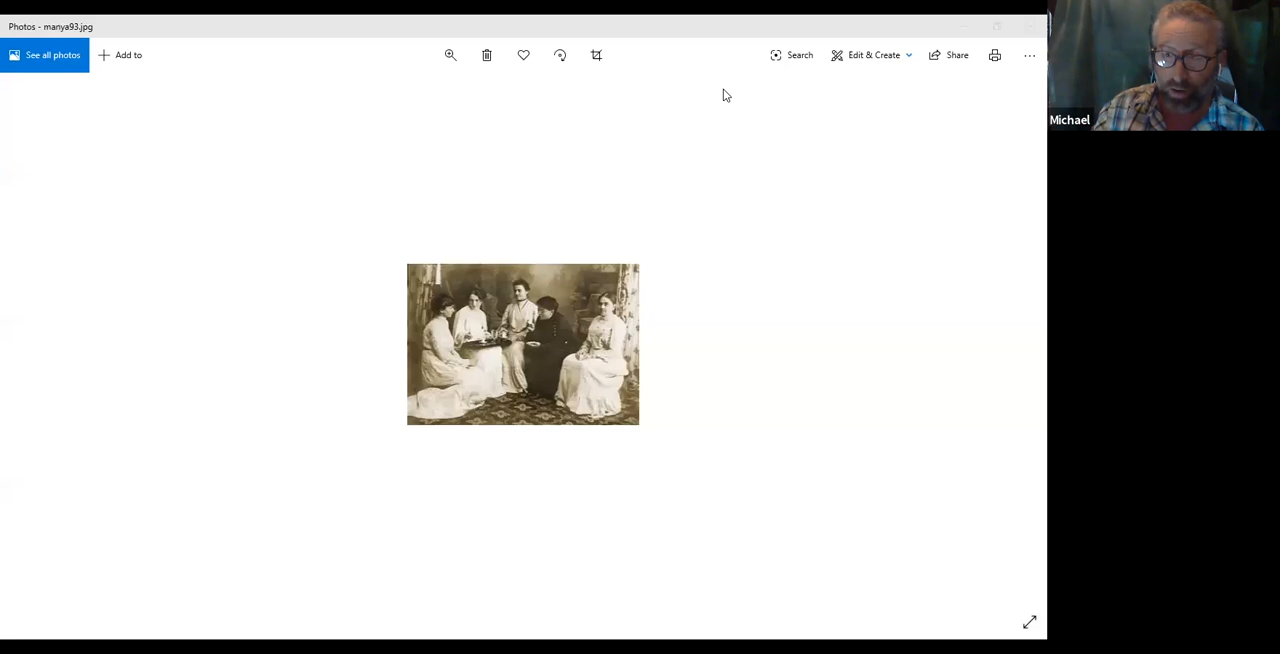 Photos - manya93.jpg
See all photos
Add to
Search
Edit & Create
Share
Michael